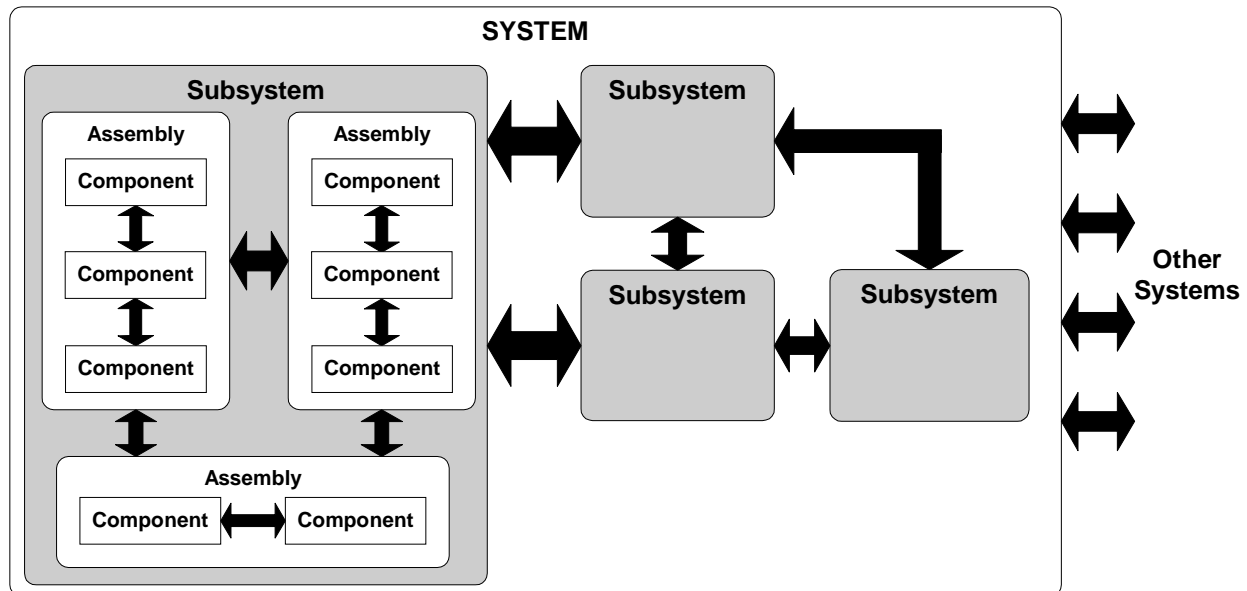 SYSTEM
Subsystem
Assembly
Component
Component
Component
Assembly
Component
Component
Component
Assembly
Component
Component
Subsystem
Subsystem
Subsystem
Other
Systems